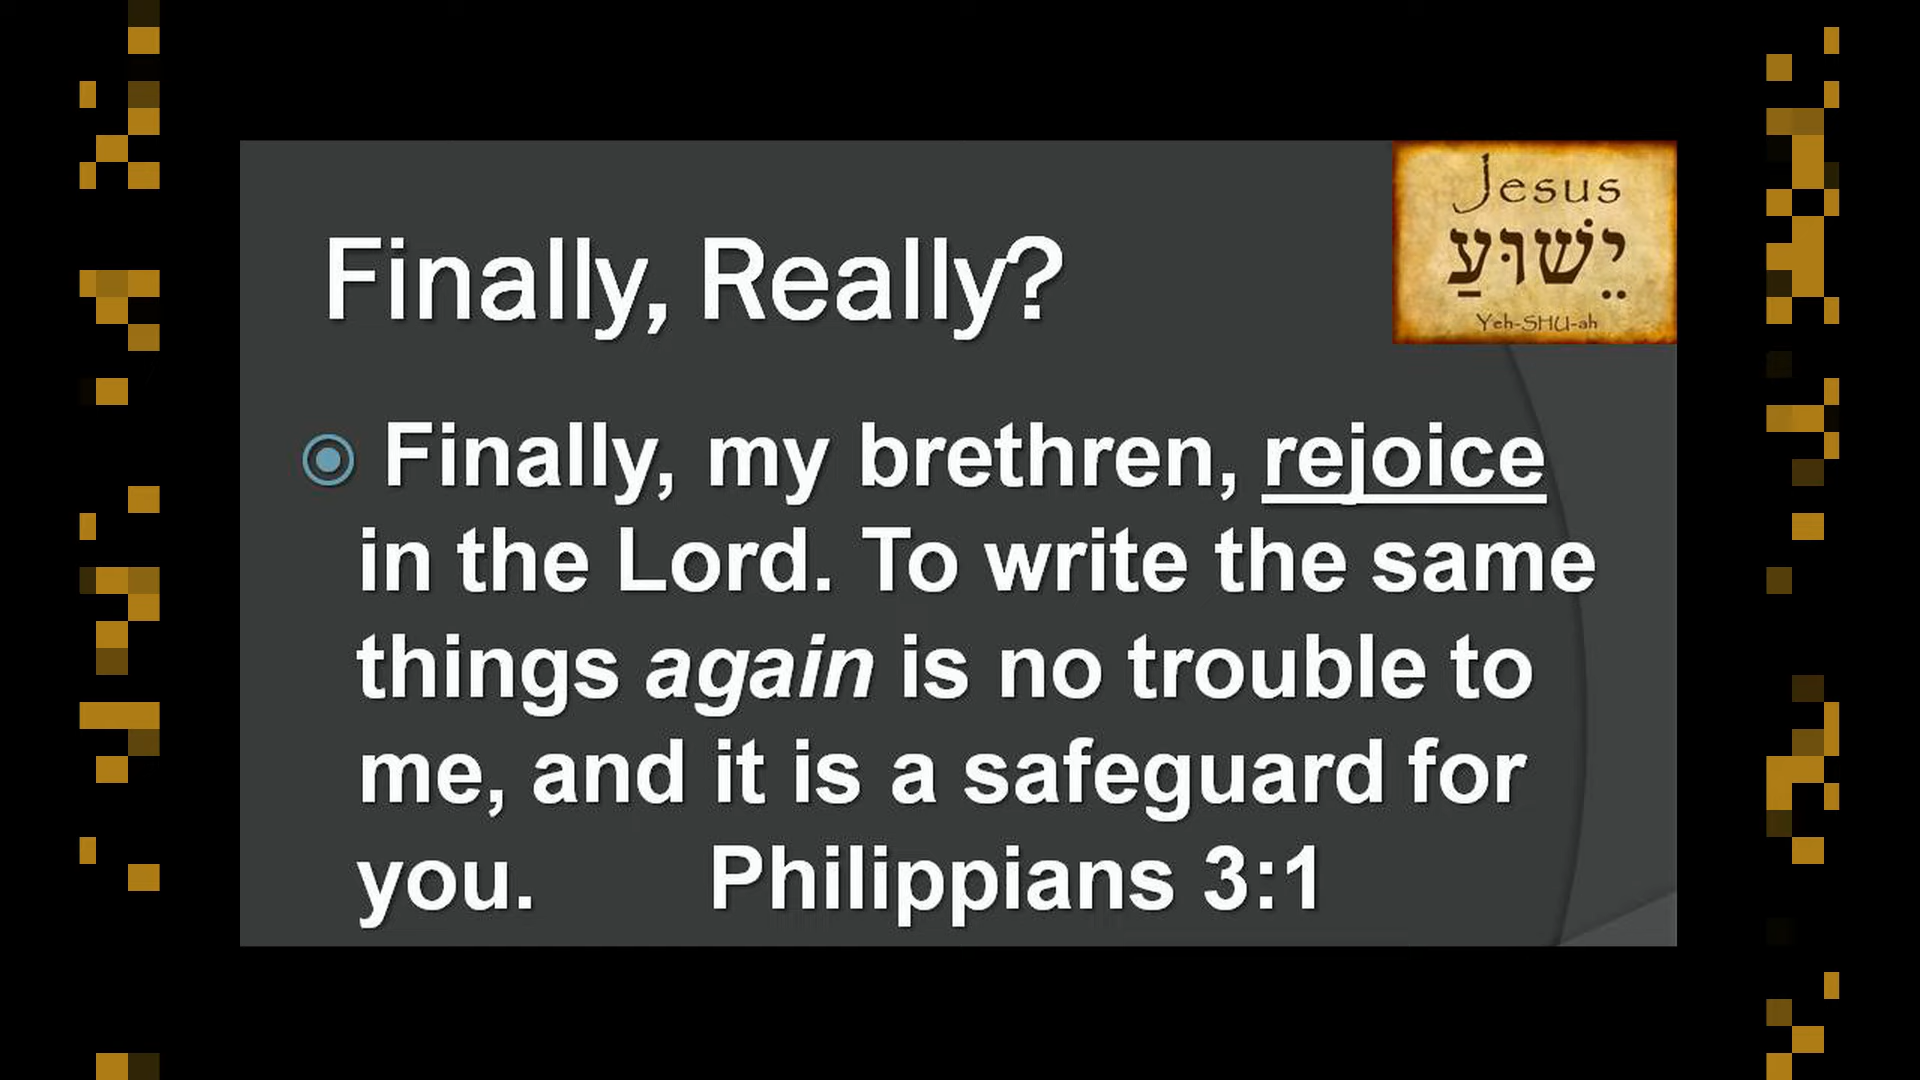 Finally, Really?
Jesus
יֵשׁוּעַ
Yeh-SHU-ah
Finally, my brethren, rejoice
in the Lord. To write the same
things again is no trouble to
me, and it is a safeguard for
you. Philippians 3:1